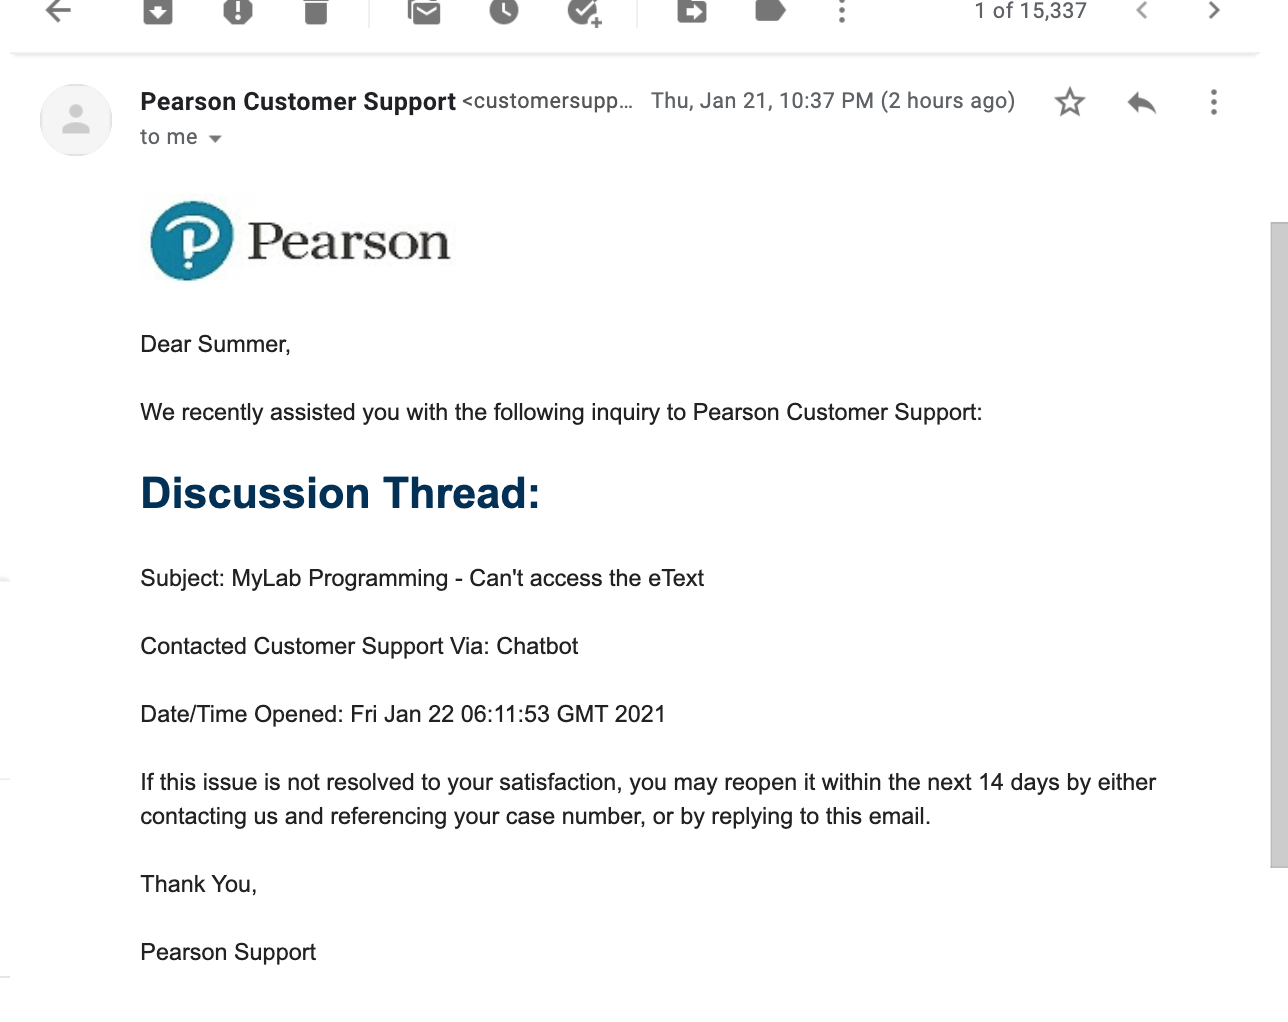 1 of 15,337
Pearson Customer Support <customersupp... Thu, Jan 21, 10:37 PM (2 hours ago)
to me
Pearson
Dear Summer,
We recently assisted you with the following inquiry to Pearson Customer Support:
Discussion Thread:
Subject: MyLab Programming - Can't access the eText
Contacted Customer Support Via: Chatbot
Date/Time Opened: Fri Jan 22 06:11:53 GMT 2021
If this issue is not resolved to your satisfaction, you may reopen it within the next 14 days by either
contacting us and referencing your case number, or by replying to this email.
Thank You,
Pearson Support